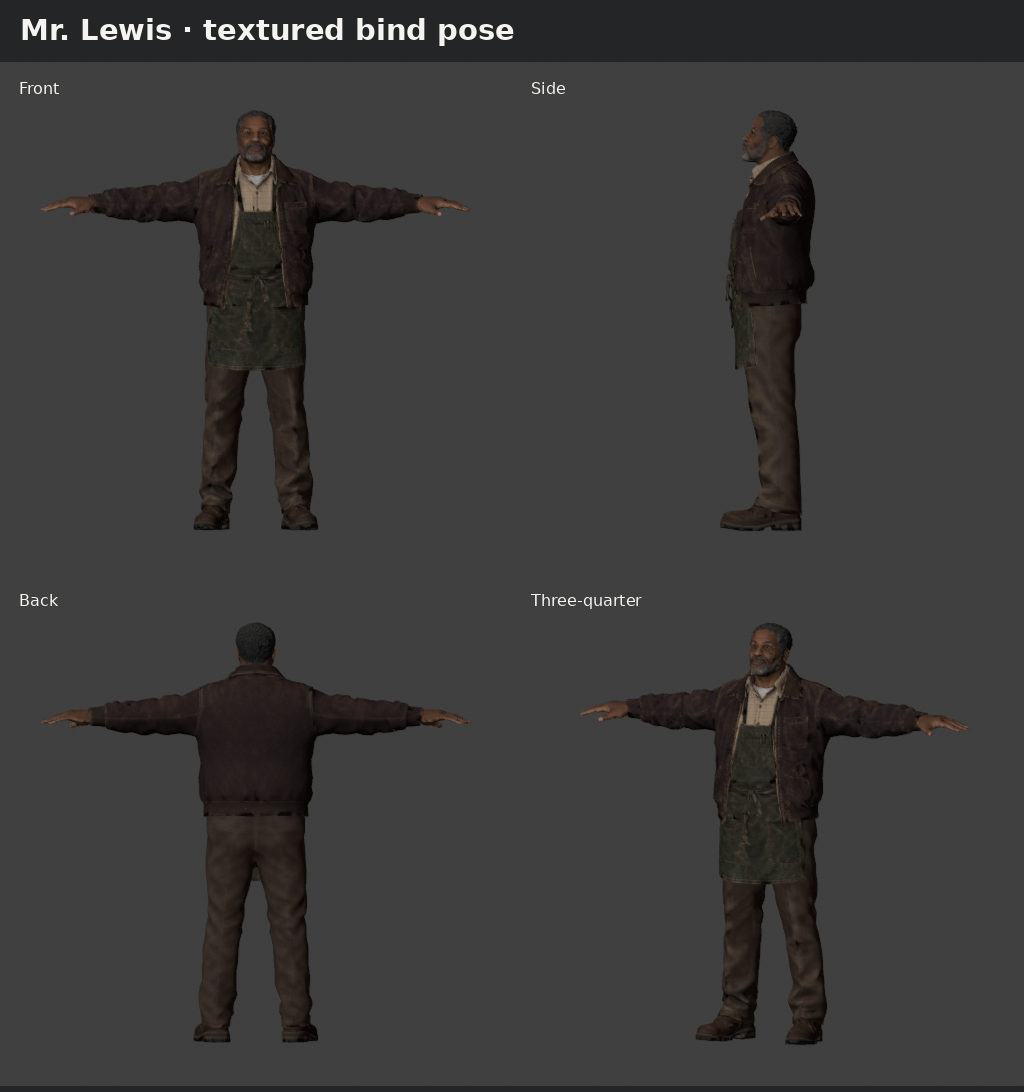 Mr. Lewis · textured bind pose
Front
Side
Back
Three-quarter